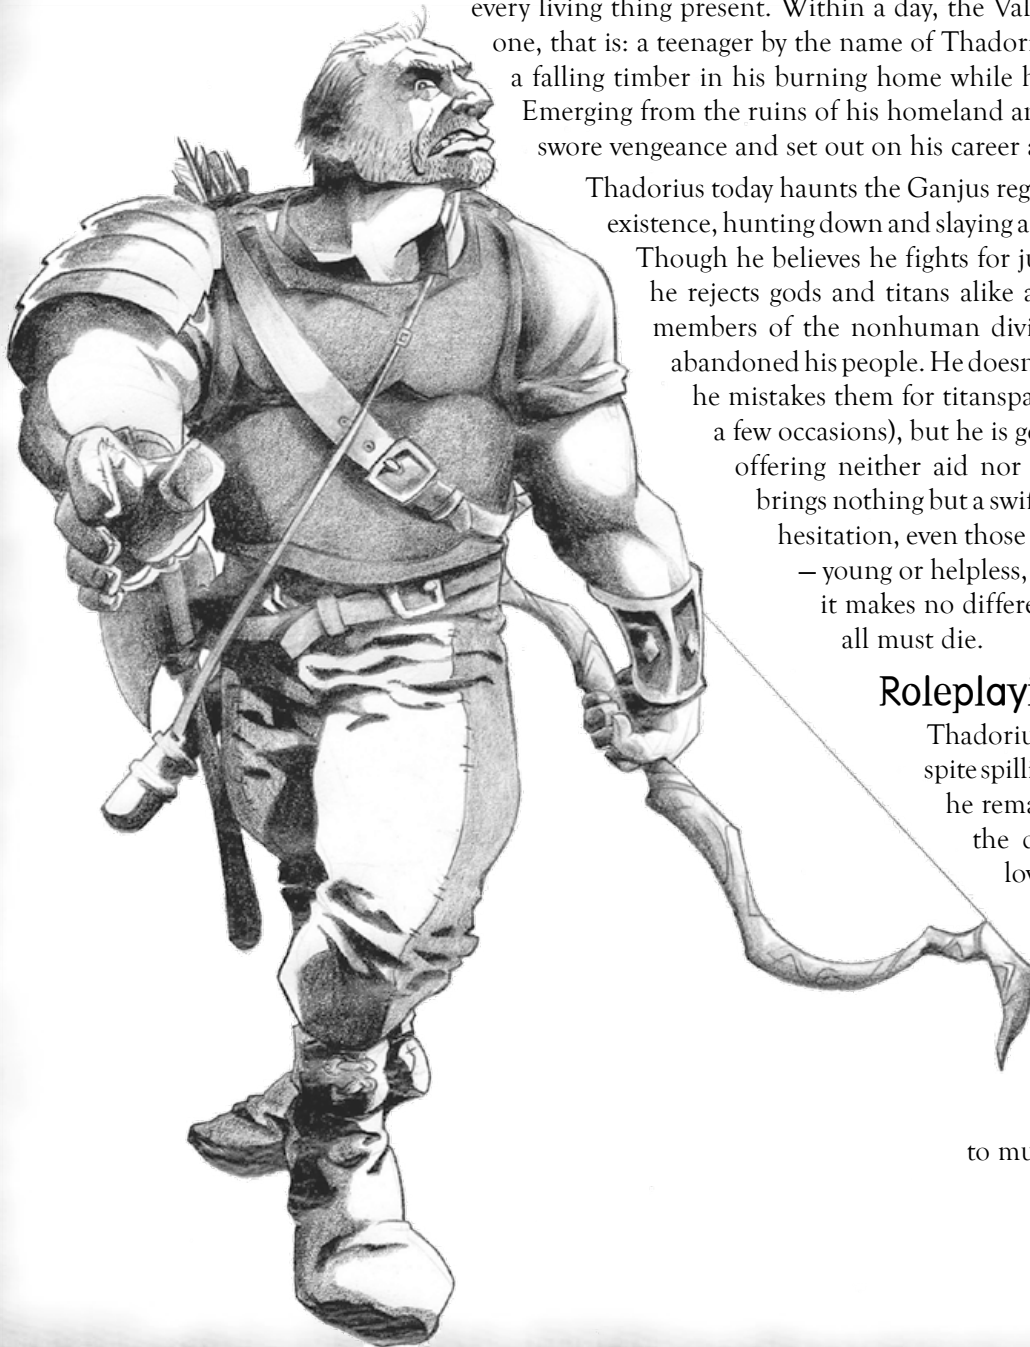 every living thing present. Within a day, the Val
one, that is: a teenager by the name of Thadori
a falling timber in his burning home while h
Emerging from the ruins of his homeland an
swore vengeance and set out on his career a
Thadorius today haunts the Ganjus reg
existence, hunting down and slaying a
Though he believes he fights for ju
he rejects gods and titans alike a
members of the nonhuman divi
abandoned his people. He doesn
he mistakes them for titanspa
a few occasions), but he is go
offering neither aid nor
brings nothing but a swif
hesitation, even those
– young or helpless,
it makes no differe
all must die.
Roleplay
Thadoriu
spite spill
he rema
the c
lov
to mu